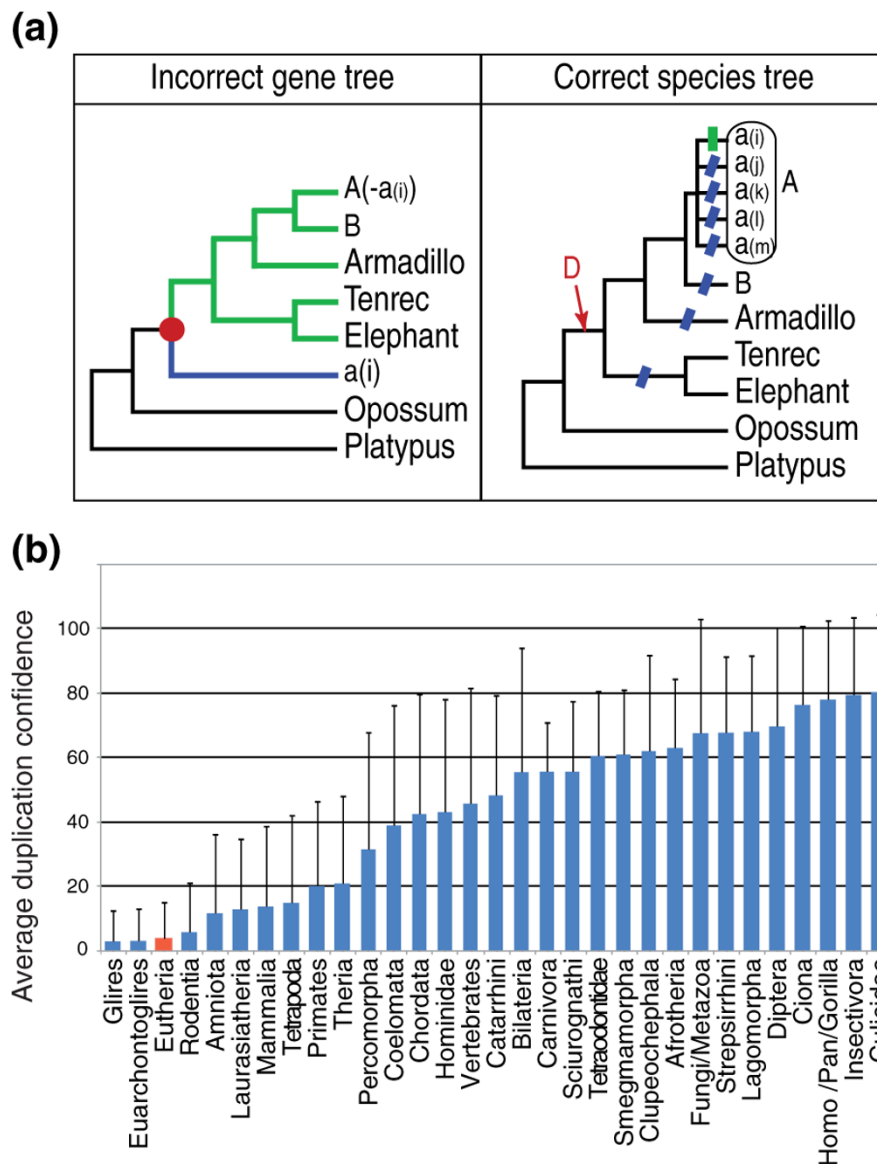 (a)
Incorrect gene tree
Correct species tree
A(-a(i))
B
Armadillo
Tenrec
Elephant
a(i)
Opossum
Platypus
D
a(i)
a(j)
a(k)
a(l)
a(m)
A
B
Armadillo
Tenrec
Elephant
Opossum
Platypus
(b)
Average duplication confidence
100
80
60
40
20
0
Glires
Euarchontoglires
Eutheria
Rodentia
Amniota
Laurasiatheria
Mammalia
Tetrapoda
Primates
Theria
Percomorpha
Coelomata
Chordata
Hominidae
Vertebrates
Catarrhini
Bilateria
Carnivora
Sciurognathi
Tetraodontidae
Smegmamorpha
Clupeochephala
Afrotheria
Fungi/Metazoa
Strepsirrhini
Lagomorpha
Diptera
Ciona
Homo /Pan/Gorilla
Insectivora